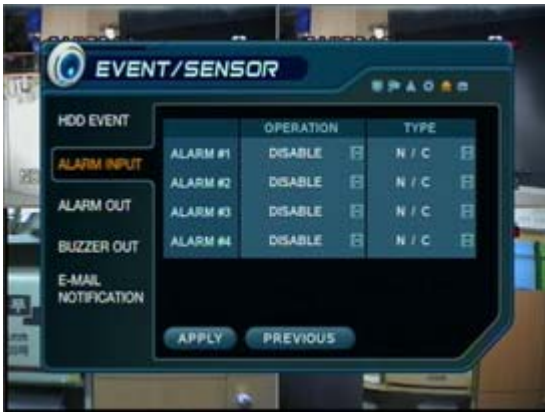 EVENT/SENSOR
HDD EVENT
OPERATION TYPE
ALARM INPUT
ALARM #1 DISABLE N / C
ALARM #2 DISABLE N / C
ALARM #3 DISABLE N / C
ALARM #4 DISABLE N / C
ALARM OUT
BUZZER OUT
E-MAIL
NOTIFICATION
APPLY PREVIOUS